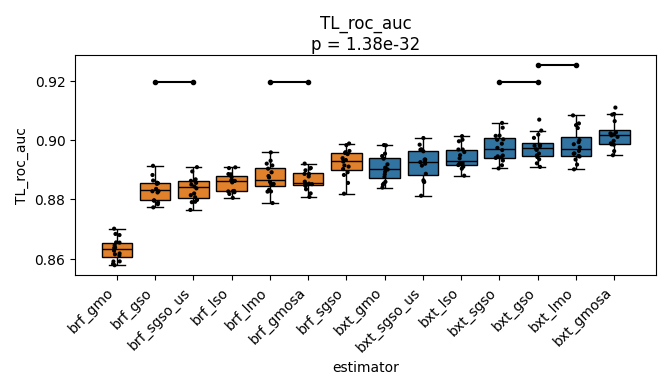 TL_roc_auc
p = 1.38e-32
TL_roc_auc
0.92
0.90
0.88
0.86
brf_gmo
brf_gso
brf_sgso_us
brf_lso
brf_lmo
brf_gmosa
brf_sgso
bxt_gmo
bxt_sgso_us
bxt_lso
bxt_sgso
bxt_gso
bxt_lmo
bxt_gmosa
estimator